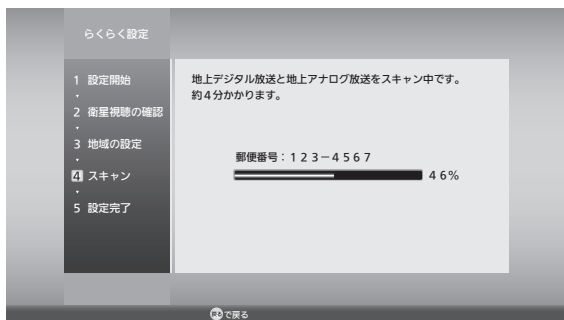 らくらく設定
1 設定開始
2 衛星視聴の確認
3 地域の設定
4 スキャン
5 設定完了
地上デジタル放送と地上アナログ放送をスキャン中です。
約4分かかります。
郵便番号：123−4567
46%
戻るで戻る